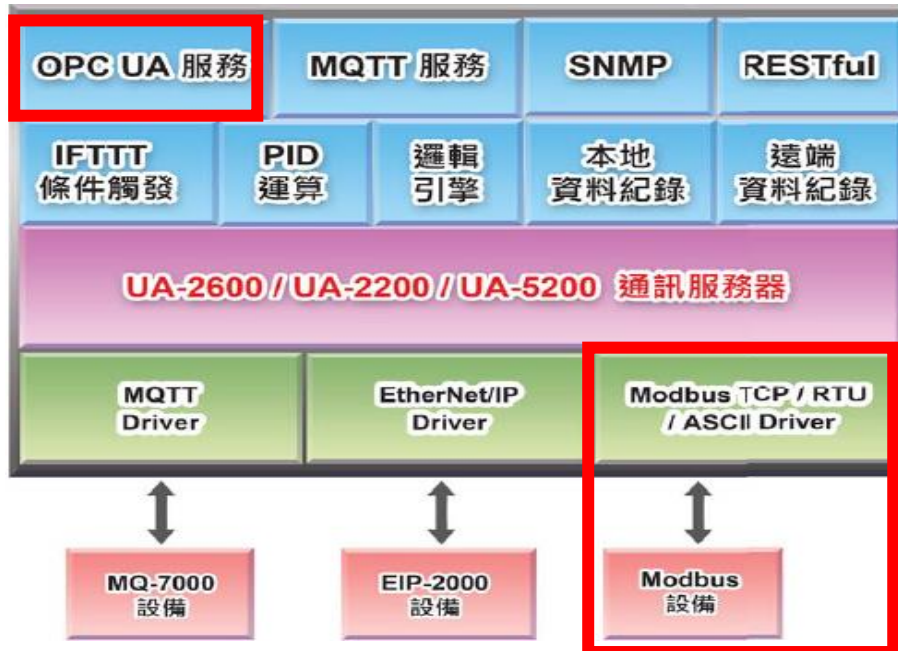 OPC UA 服務
MQTT 服務
SNMP
RESTful
IFTTT
條件觸發
PID
運算
邏輯
引擎
本地
資料紀錄
遠端
資料紀錄
UA-2600 / UA-2200 / UA-5200 通訊服務器
MQTT
Driver
EtherNet/IP
Driver
Modbus TCP / RTU
/ ASCII Driver
MQ-7000
設備
EIP-2000
設備
Modbus
設備